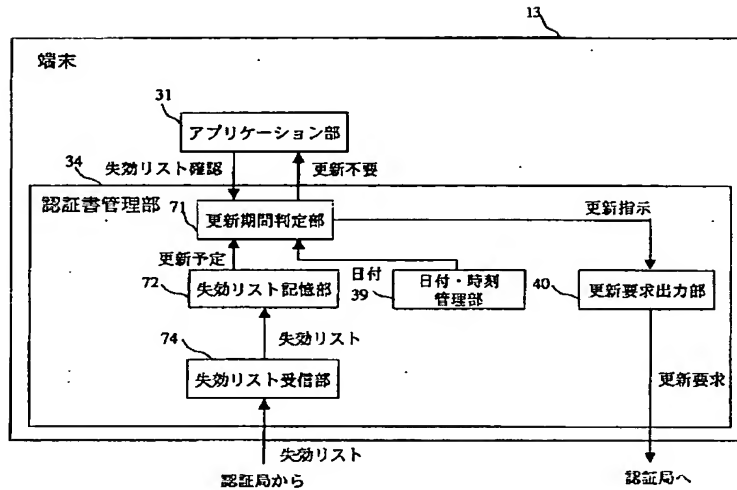 13
端末
31
アプリケーション部
失効リスト確認
更新不要
34
認証書管理部
71
更新期間判定部
更新指示
更新予定
日付
72
失効リスト記憶部
39
日付・時刻
管理部
40
更新要求出力部
失効リスト
74
失効リスト受信部
更新要求
失効リスト
認証局から
認証局へ